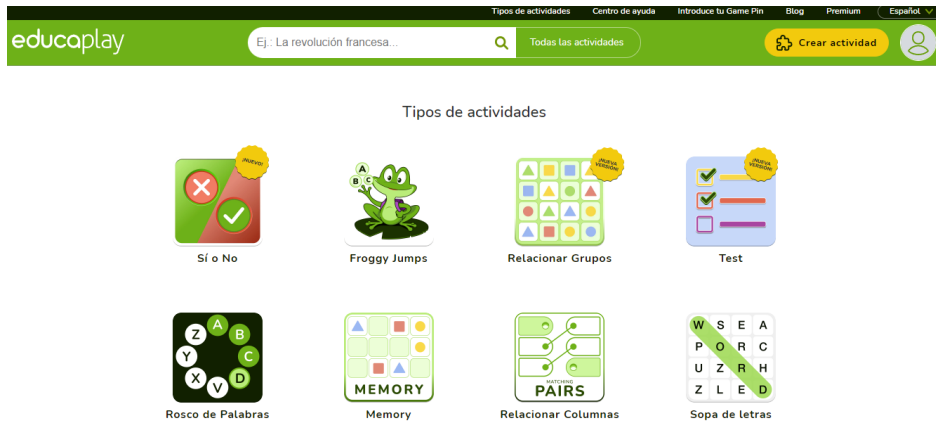 Tipos de actividades Centro de ayuda Introduce tu Game Pin Blog Premium Español
educaplay Ej.: La revolución francesa... Todas las actividades Crear actividad
Tipos de actividades
¡NUEVO!
A
B C
¡NUEVA VERSIÓN!
¡NUEVA VERSIÓN!
Sí o No Froggy Jumps Relacionar Grupos Test
Z A B
Y C
X V D
MEMORY
MATCHING
PAIRS
W S E A
P O R C
U Z R H
Z L E D
Rosco de Palabras Memory Relacionar Columnas Sopa de letras